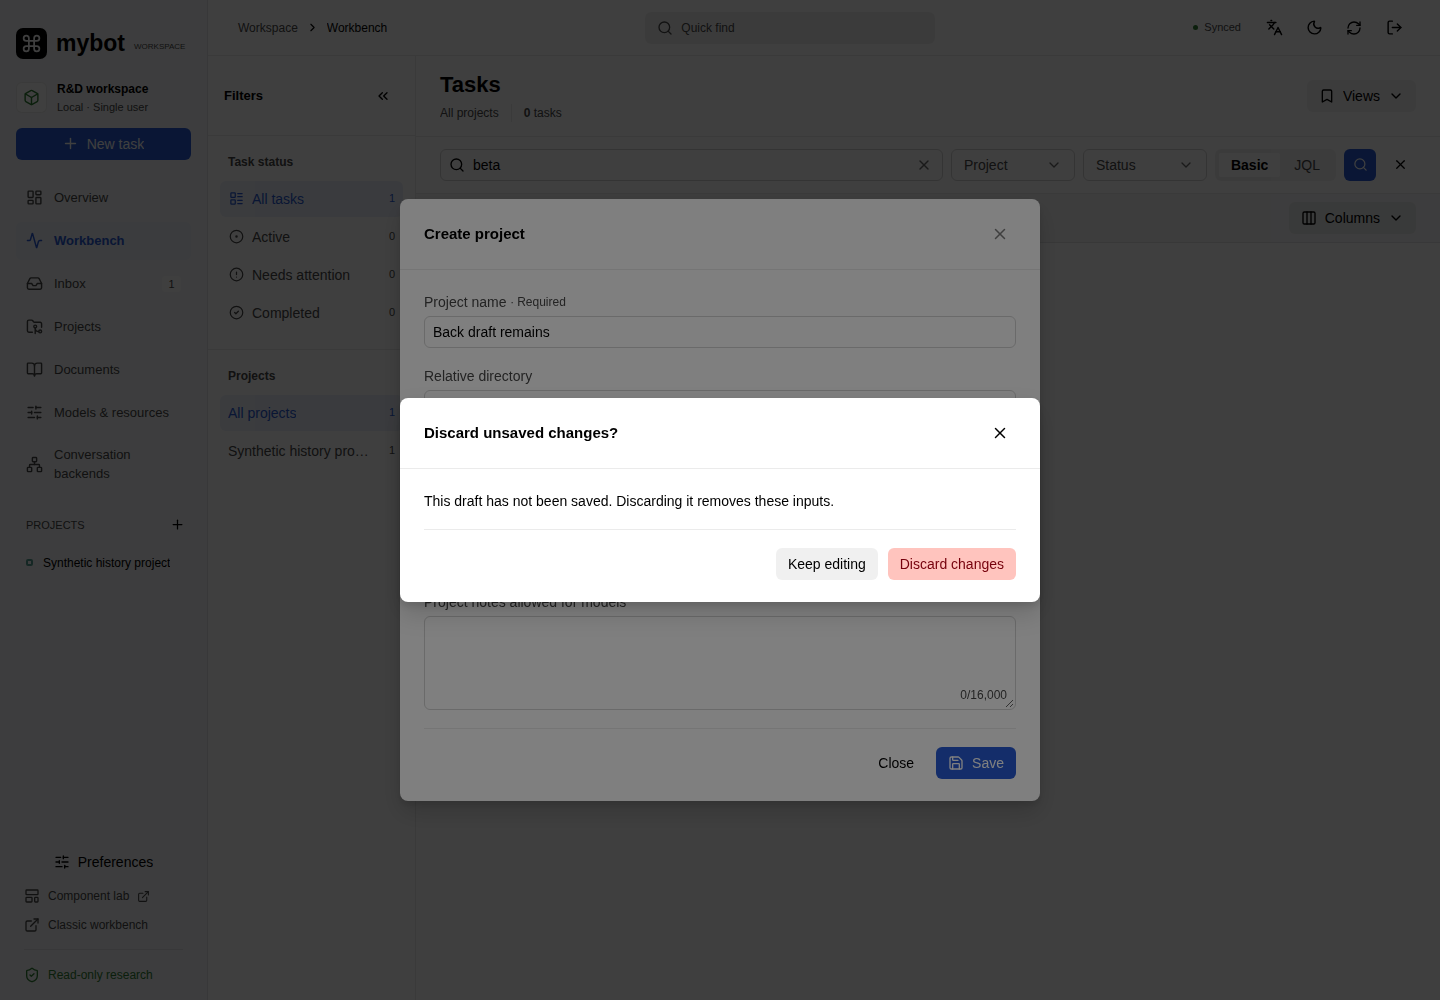 mybot WORKSPACE
R&D workspace
Local · Single user
New task
Overview
Workbench
Inbox 1
Projects
Documents
Models & resources
Conversation
backends
PROJECTS
Synthetic history project
Preferences
Component lab
Classic workbench
Read-only research
Workspace > Workbench
Quick find
Synced
Filters
Task status
All tasks 1
Active 0
Needs attention 0
Completed 0
Projects
All projects 1
Synthetic history pro… 1
Tasks
All projects 0 tasks
Views
beta
Project
Status
Basic JQL
Columns
Create project
Project name · Required
Back draft remains
Relative directory
Discard unsaved changes?
This draft has not been saved. Discarding it removes these inputs.
Keep editing Discard changes
Project notes allowed for models
0/16,000
Close Save